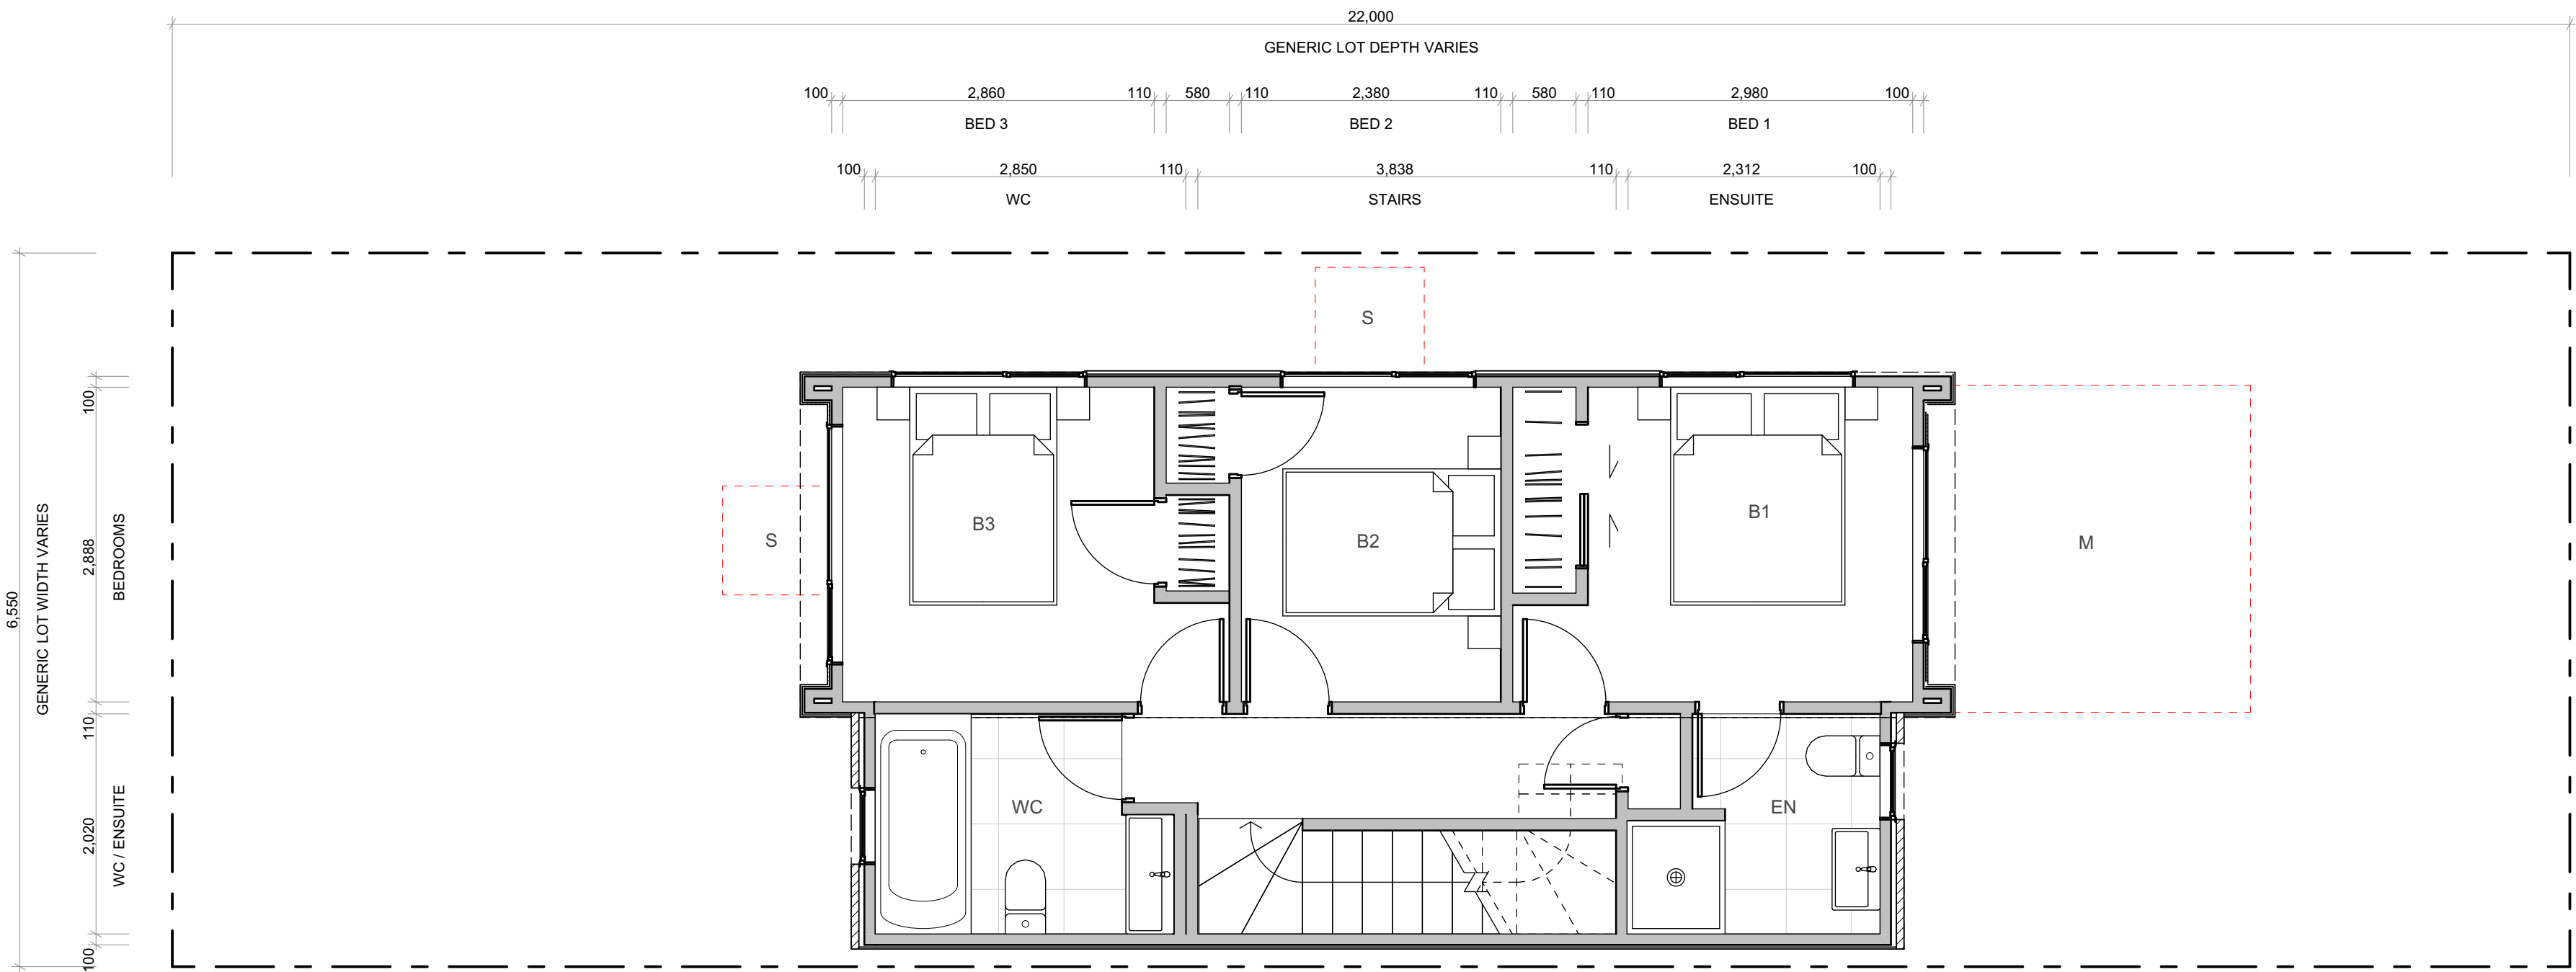 22,000
GENERIC LOT DEPTH VARIES
100 2,860 110 580 110 2,380 110 580 110 2,980 100
BED 3 BED 2 BED 1
100 2,850 110 3,838 110 2,312 100
WC STAIRS ENSUITE
6,550
GENERIC LOT WIDTH VARIES
100
2,888
BEDROOMS
110
2,020
WC / ENSUITE
100
S
S
B3
B2
B1
M
WC
EN